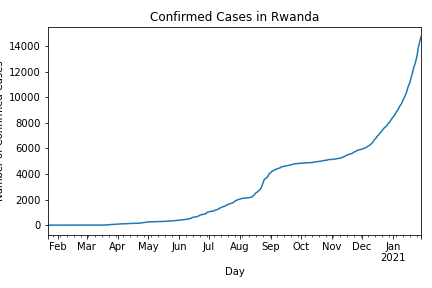 Confirmed Cases in Rwanda
Number of Confirmed Cases
14000
12000
10000
8000
6000
4000
2000
0
Feb Mar Apr May Jun Jul Aug Sep Oct Nov Dec Jan
2021
Day